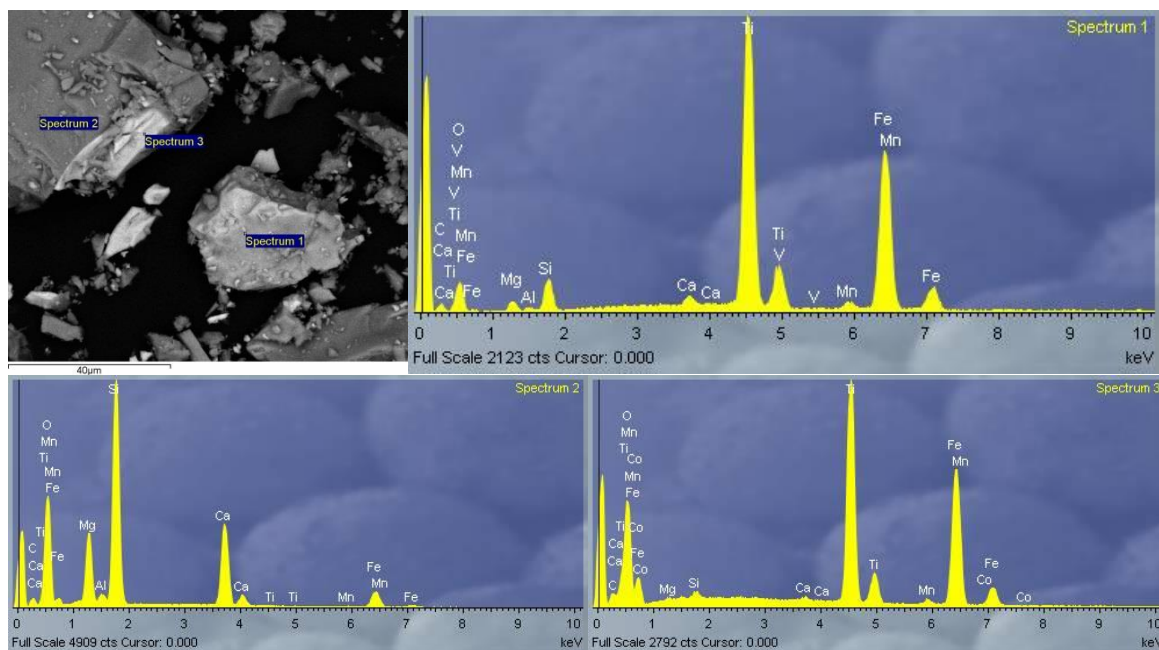 Spectrum 2
Spectrum 3
Spectrum 1
40µm
Spectrum 1
Ti
O
V
Mn
V
Ti
C
Mn
Ca
Fe
Ti
Ca
Fe
Mg
Al
Si
Ca
Ca
Ti
V
V
Mn
Fe
Mn
Fe
0 1 2 3 4 5 6 7 8 9 10
Full Scale 2123 cts Cursor: 0.000
keV
Spectrum 2
Si
O
Mn
Ti
Mn
Fe
Ti
C
Fe
Ca
Ca
Mg
Al
Ca
Ca
Ti
Ti
Mn
Fe
Mn
Fe
0 1 2 3 4 5 6 7 8 9 10
Full Scale 4909 cts Cursor: 0.000
keV
Spectrum 3
Ti
O
Mn
Ti
Co
Mn
Fe
Ti
Co
Ca
Fe
Ca
Co
C
Mg
Si
Ca
Ca
Ti
Mn
Fe
Mn
Fe
Co
Co
0 1 2 3 4 5 6 7 8 9 10
Full Scale 2792 cts Cursor: 0.000
keV